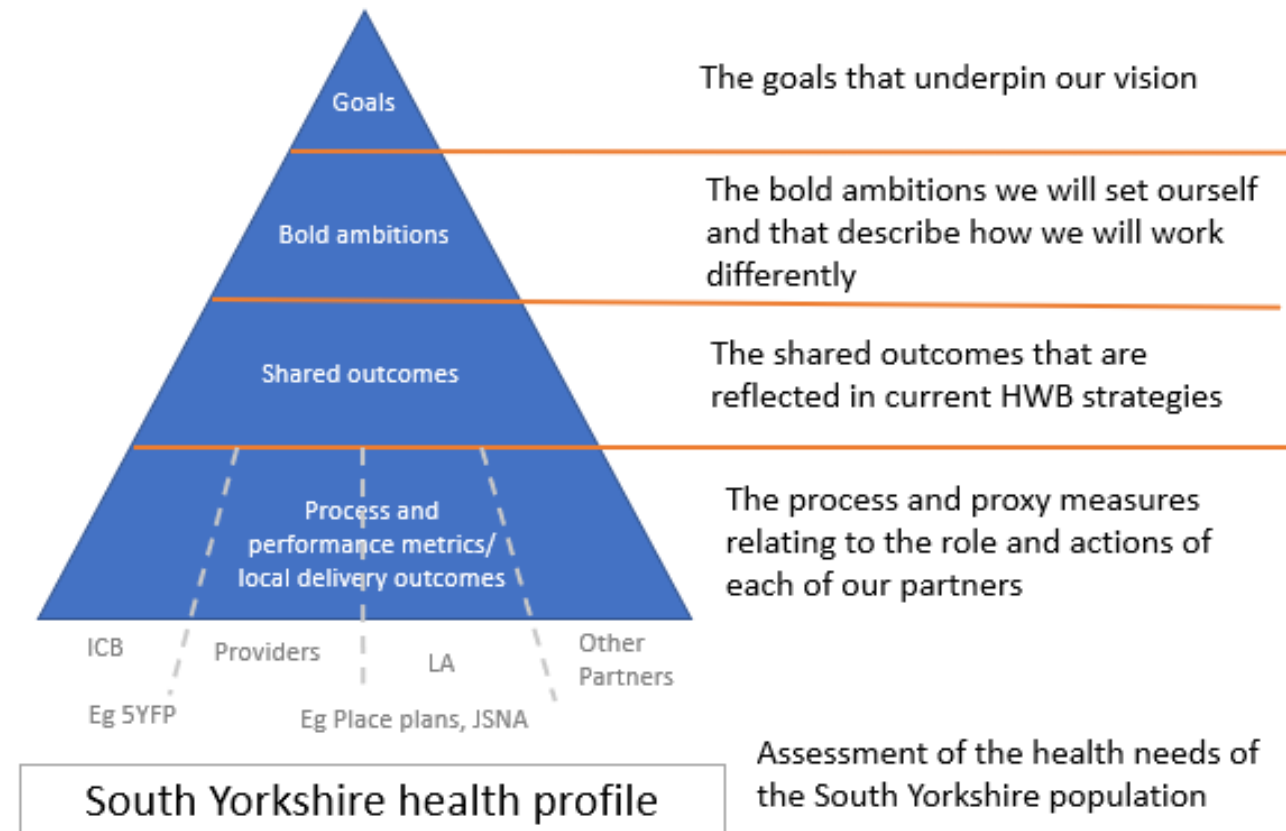 Goals
The goals that underpin our vision
Bold ambitions
The bold ambitions we will set ourself
and that describe how we will work
differently
Shared outcomes
The shared outcomes that are
reflected in current HWB strategies
Process and
performance metrics/
local delivery outcomes
The process and proxy measures
relating to the role and actions of
each of our partners
ICB
Providers
LA
Other
Partners
Eg 5YFP
Eg Place plans, JSNA
South Yorkshire health profile
Assessment of the health needs of
the South Yorkshire population